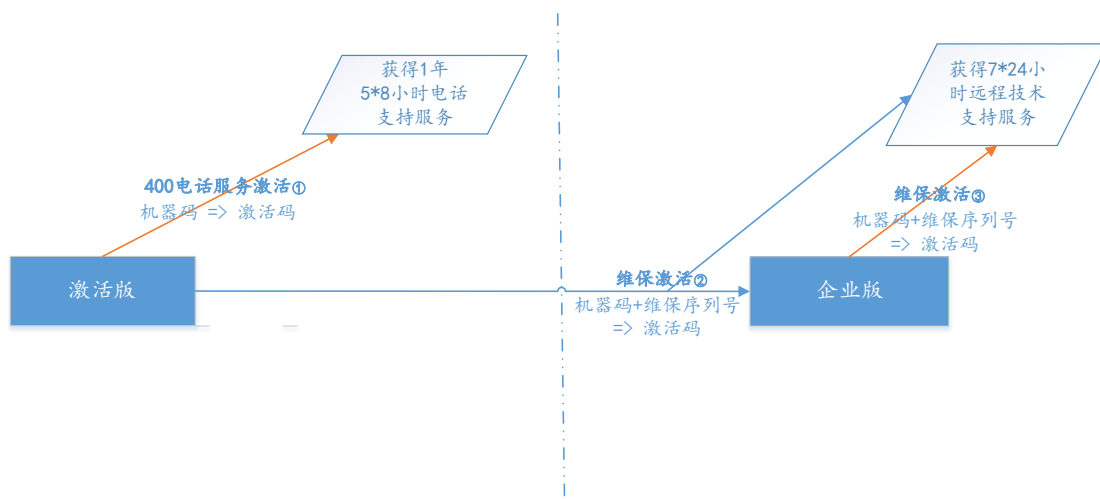 获得1年
5*8小时电话
支持服务
400电话服务激活①
机器码 => 激活码
激活版
获得7*24小
时远程技术
支持服务
维保激活③
机器码+维保序列号
=> 激活码
维保激活②
机器码+维保序列号
=> 激活码
企业版